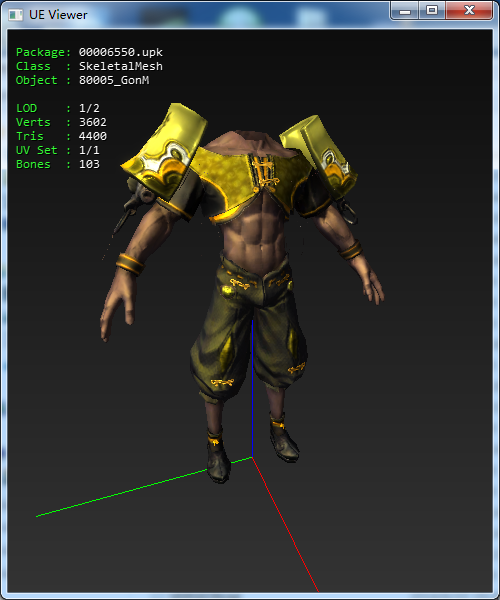 UE Viewer
Package: 00006550.upk
Class : SkeletalMesh
Object : 80005_GonM
LOD : 1/2
Verts : 3602
Tris : 4400
UV Set : 1/1
Bones : 103